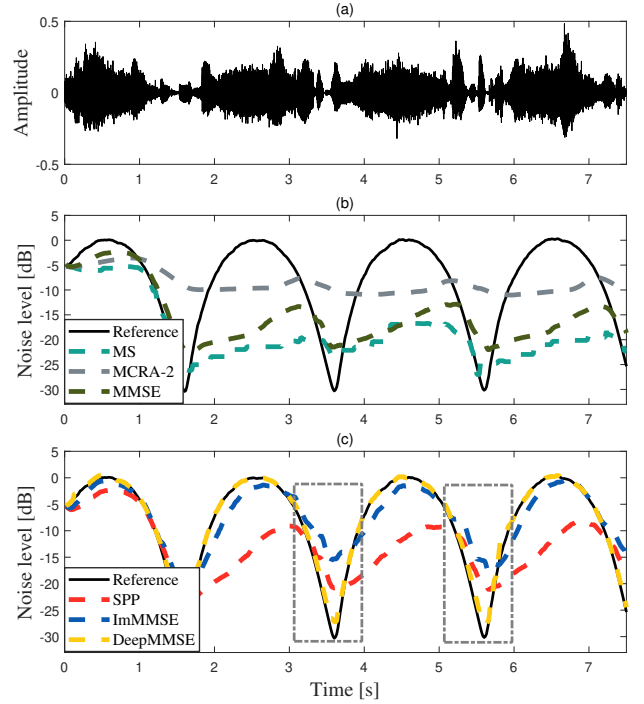 (a)
0.5
0
-0.5
Amplitude
0 1 2 3 4 5 6 7
(b)
5
0
-5
-10
-15
-20
-25
-30
Noise level [dB]
Reference
MS
MCRA-2
MMSE
0 1 2 3 4 5 6 7
(c)
5
0
-5
-10
-15
-20
-25
-30
Noise level [dB]
Reference
SPP
ImMMSE
DeepMMSE
0 1 2 3 4 5 6 7
Time [s]